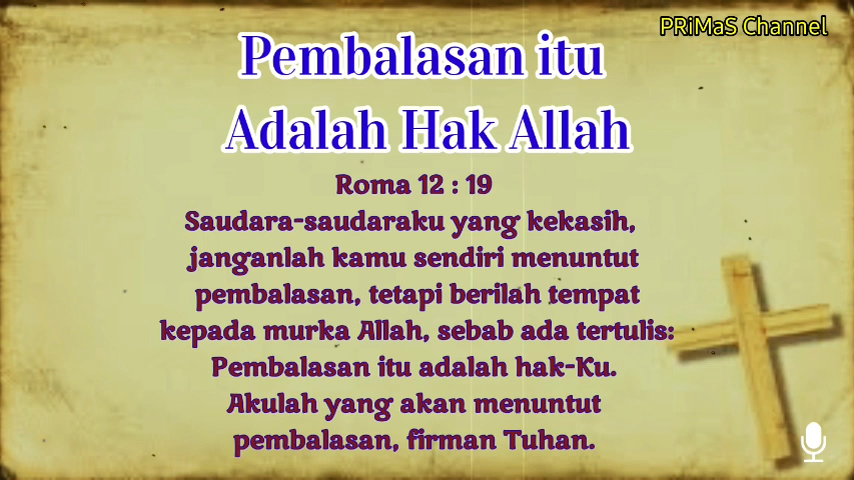 PRiMaS Channel
Pembalasan itu
Adalah Hak Allah
Roma 12 : 19
Saudara-saudaraku yang kekasih,
janganlah kamu sendiri menuntut
pembalasan, tetapi berilah tempat
kepada murka Allah, sebab ada tertulis:
Pembalasan itu adalah hak-Ku.
Akulah yang akan menuntut
pembalasan, firman Tuhan.